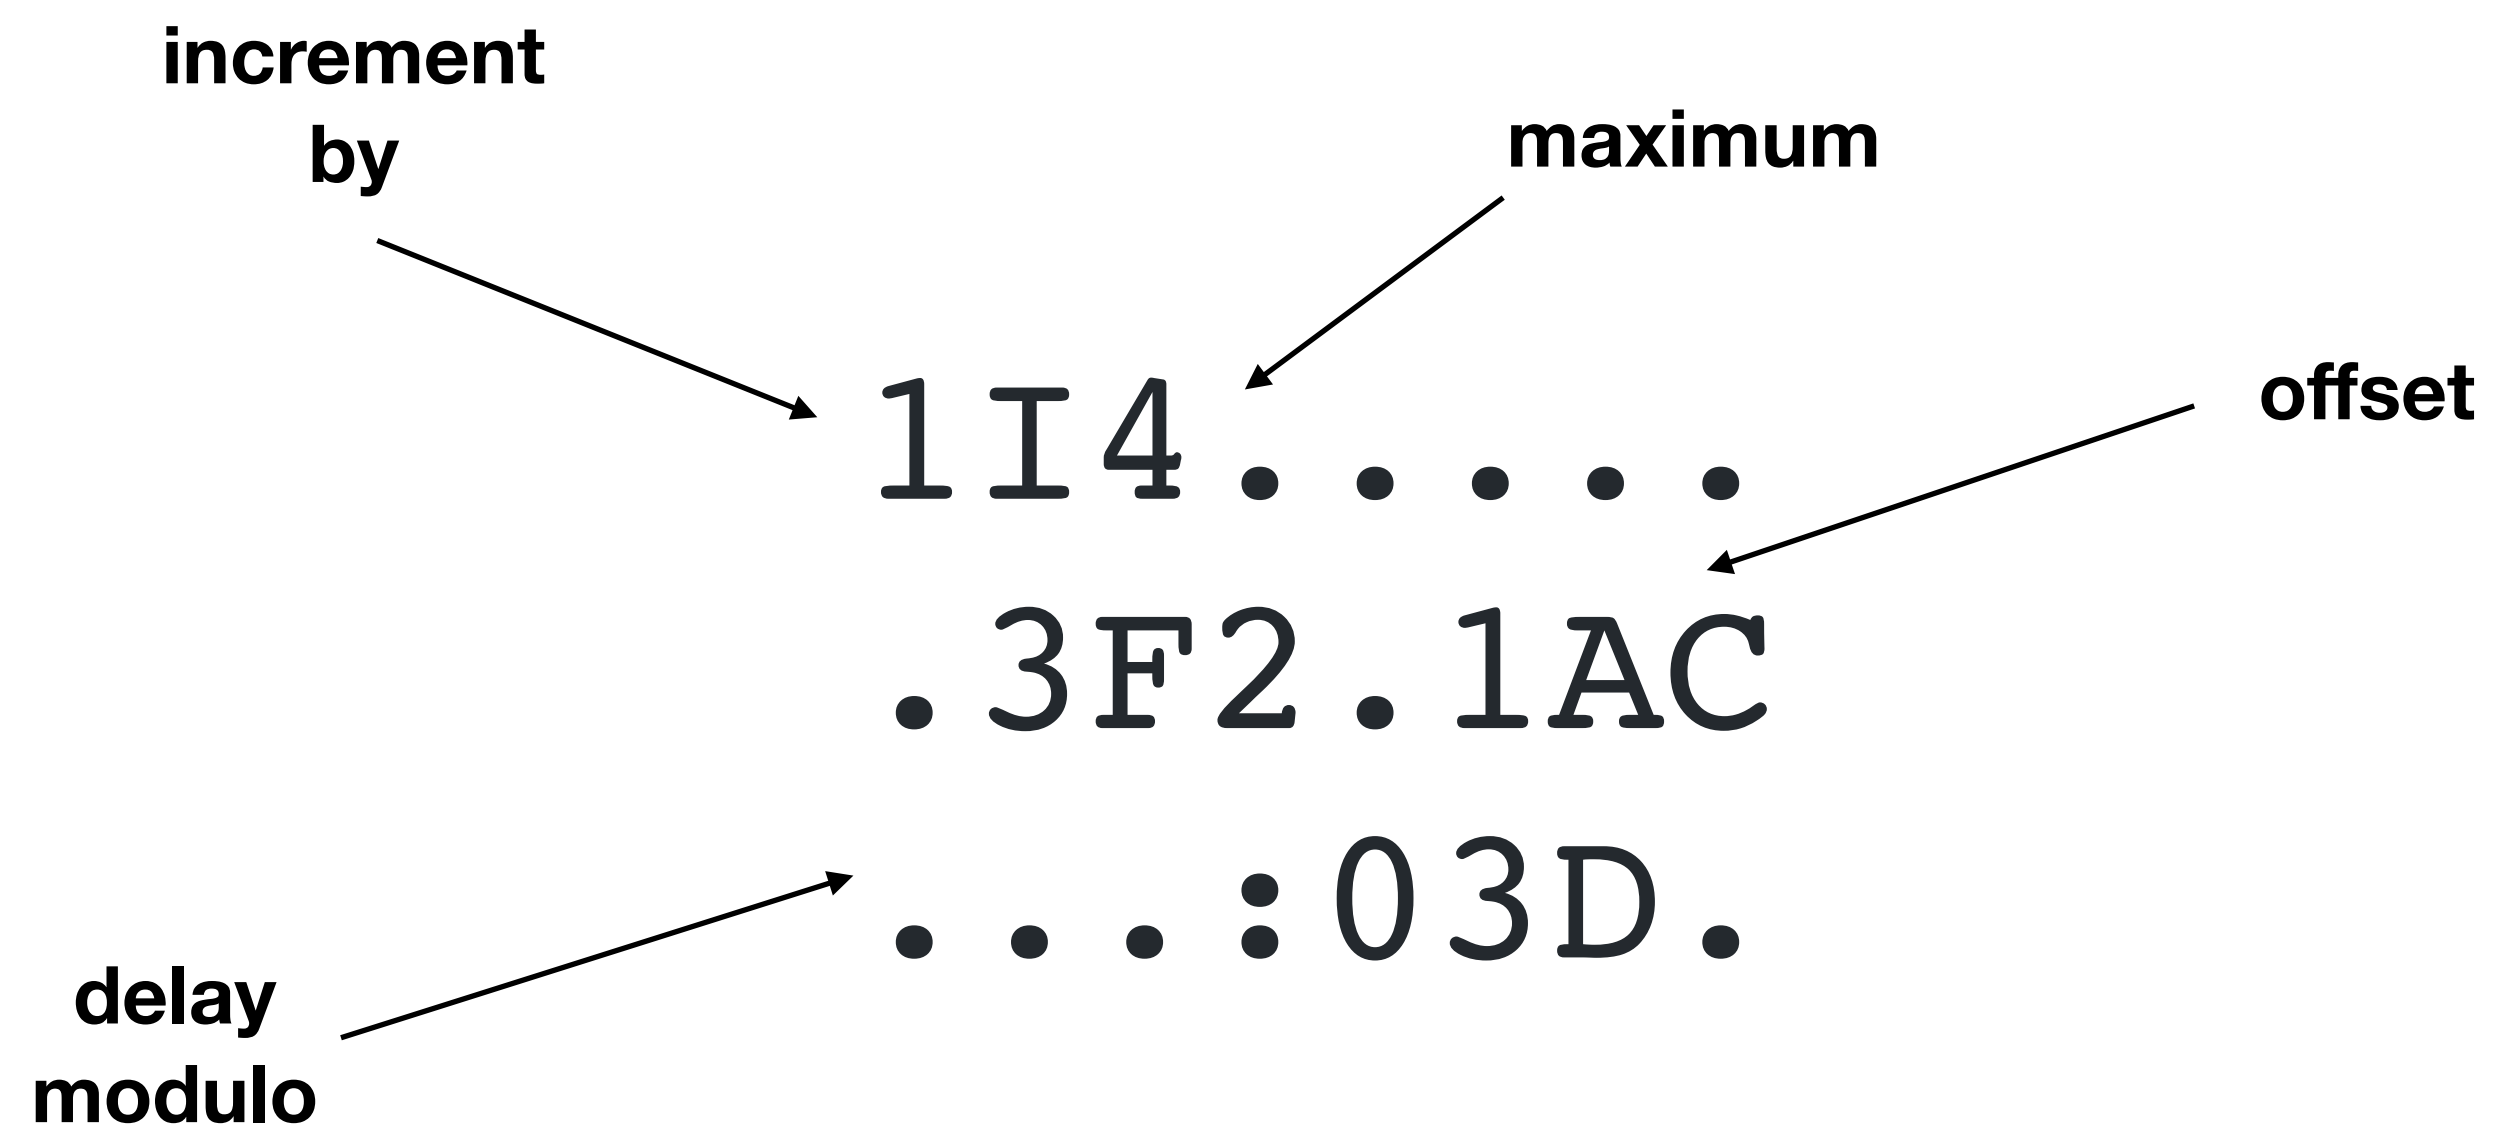 increment
by
maximum
offset
1I4.....
.3F2.1AC
...:03D.
delay
modulo